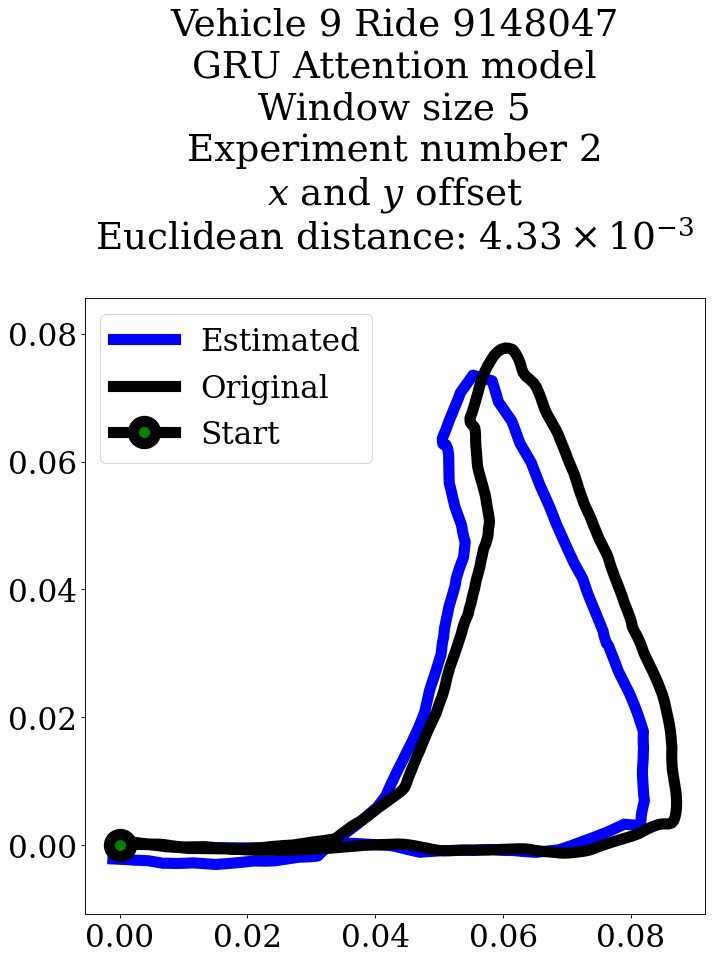 Vehicle 9 Ride 9148047
GRU Attention model
Window size 5
Experiment number 2
x and y offset
Euclidean distance: 4.33 × 10⁻³
Estimated
Original
Start
0.08
0.06
0.04
0.02
0.00
0.00 0.02 0.04 0.06 0.08